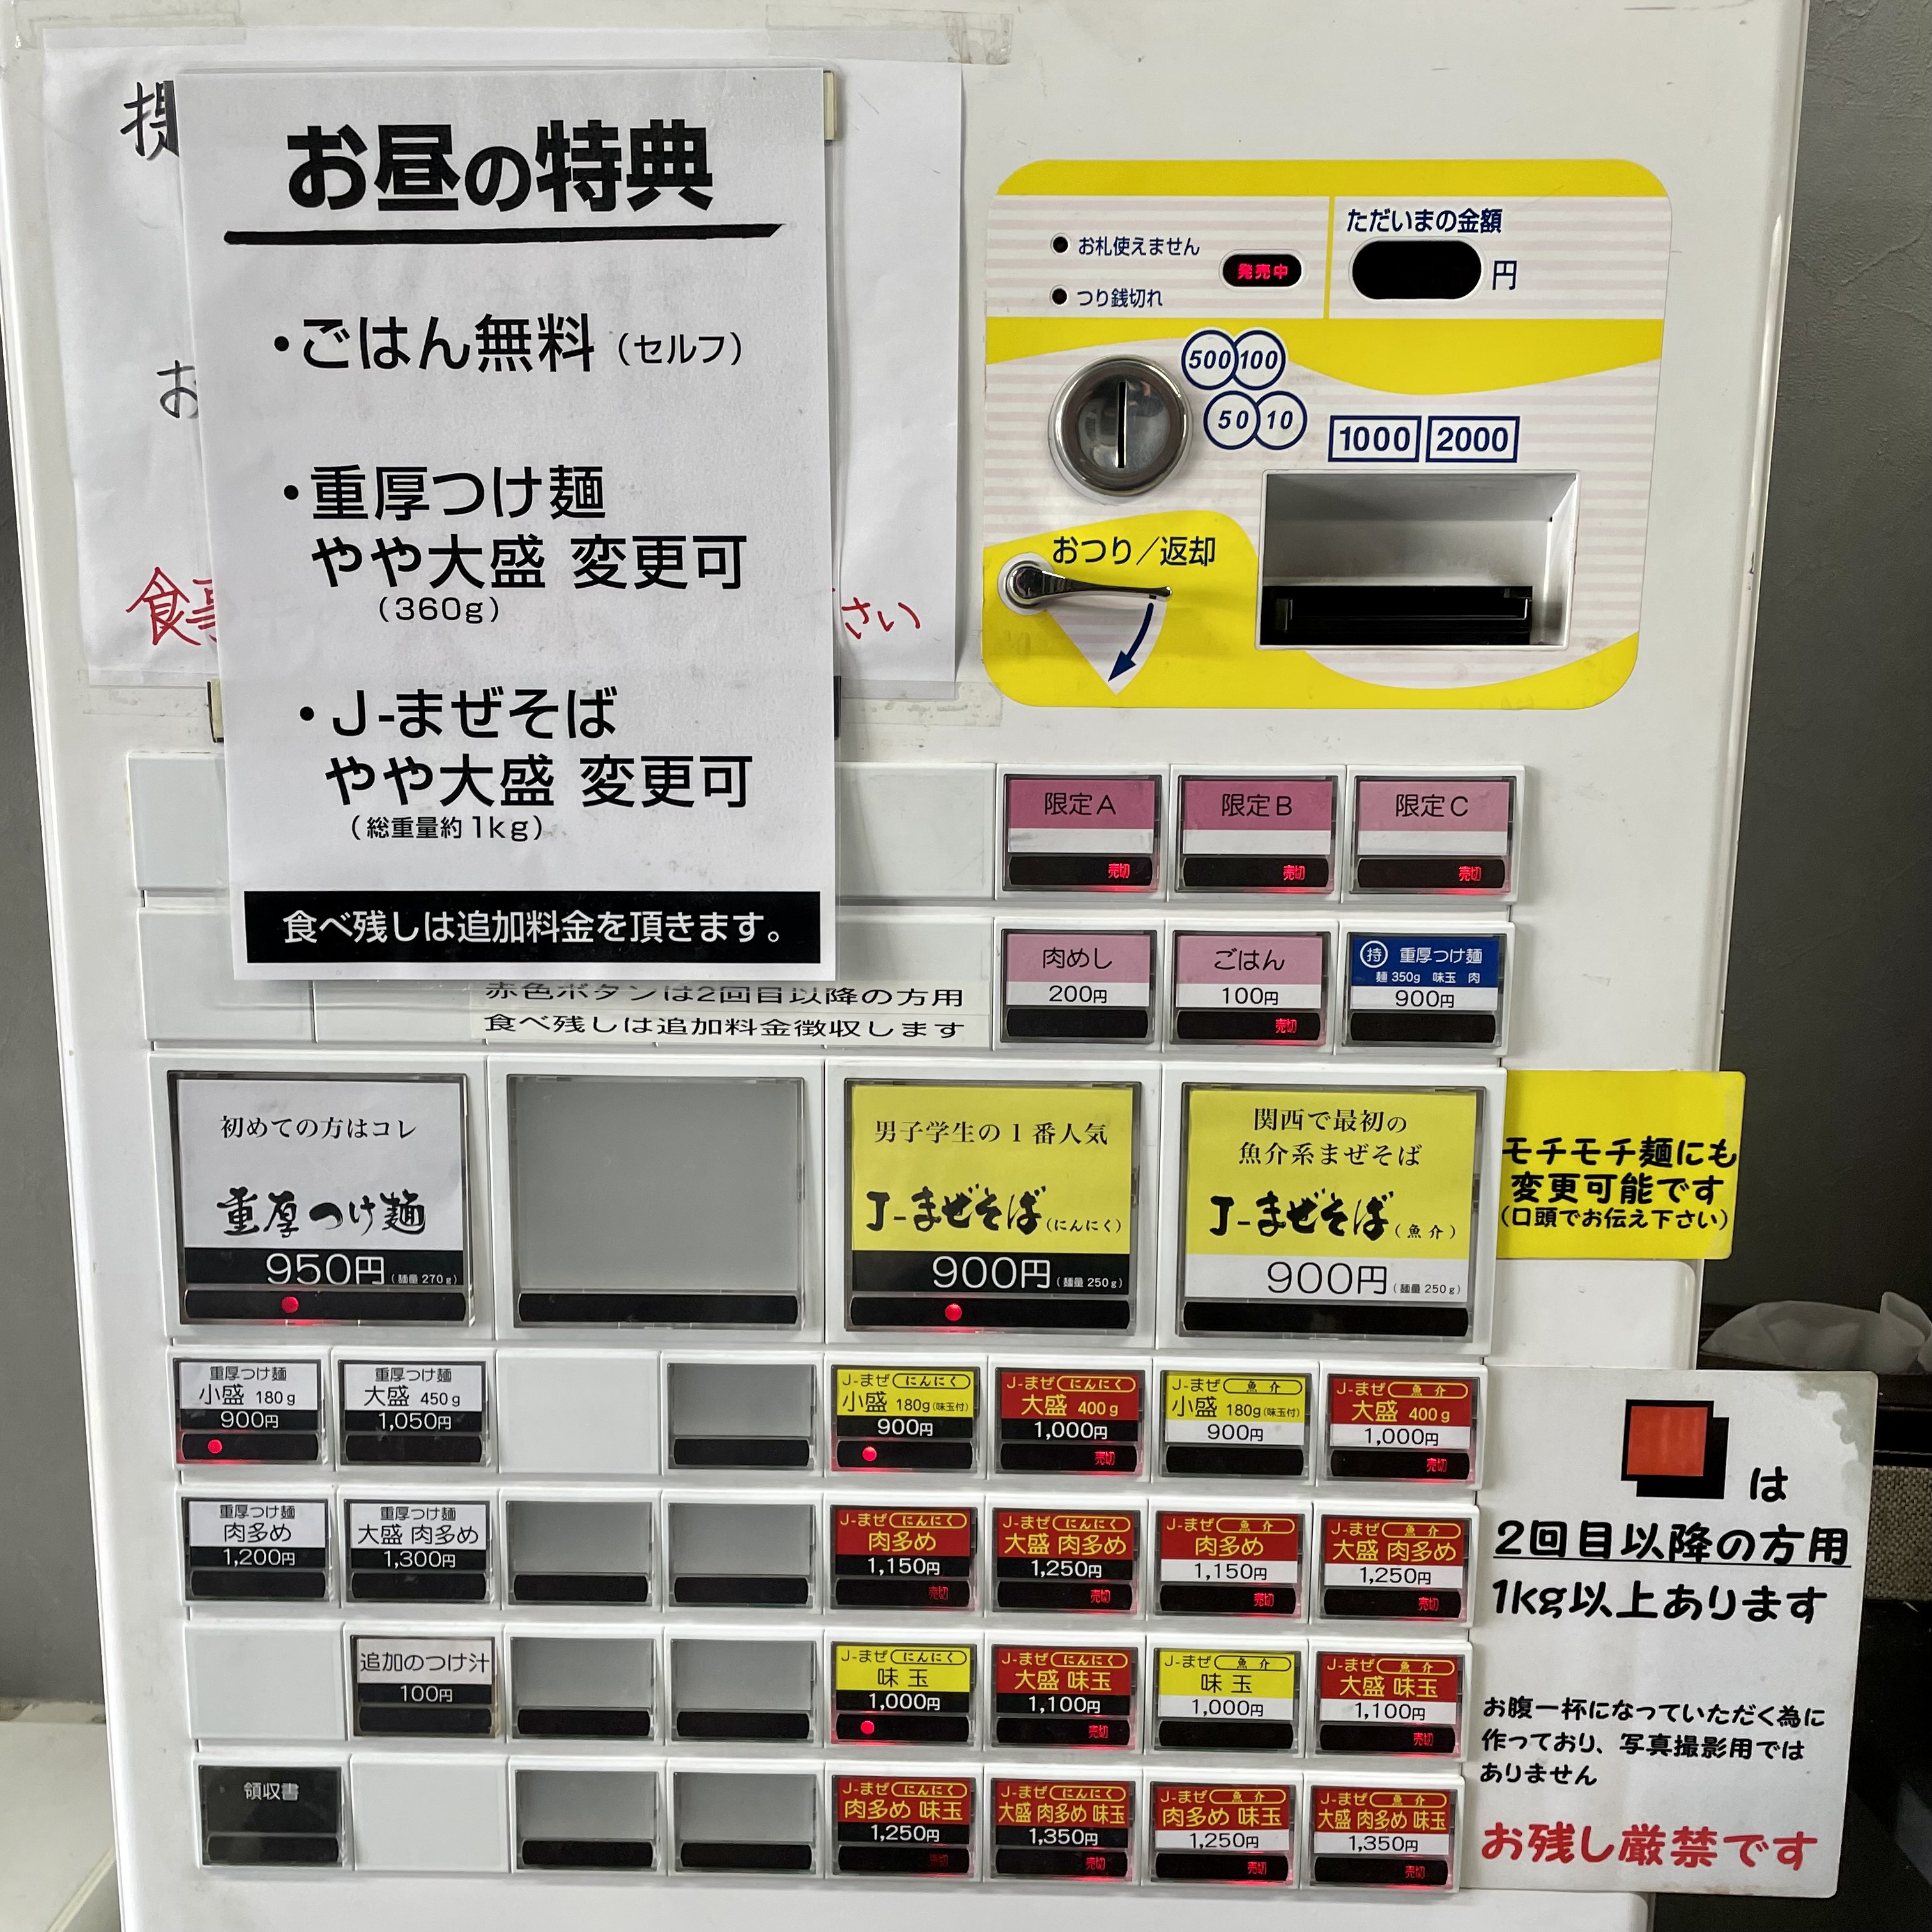 お昼の特典
・ごはん無料（セルフ）
・重厚つけ麺
やや大盛 変更可
（360g）
・J-まぜそば
やや大盛 変更可
（総重量約1kg）
食べ残しは追加料金を頂きます。
お
食
さい
お札使えません
つり銭切れ
発売中
ただいまの金額
円
500 100
50 10
1000 2000
おつり／返却
限定A
売切
限定B
売切
限定C
売切
赤色ボタンは2回目以降の方用
食べ残しは追加料金徴収します
肉めし
200円
ごはん
100円
売切
持 重厚つけ麺
麺350g 味玉 肉
900円
初めての方はコレ
重厚つけ麺
950円（麺量 270g）
男子学生の1番人気
J-まぜそば（にんにく）
900円（麺量 250g）
関西で最初の
魚介系まぜそば
J-まぜそば（魚介）
900円（麺量 250g）
モチモチ麺にも
変更可能です
（口頭でお伝え下さい）
重厚つけ麺
小盛 180g
900円
重厚つけ麺
大盛 450g
1,050円
J-まぜ にんにく
小盛 180g（味玉付）
900円
J-まぜ にんにく
大盛 400g
1,000円
売切
J-まぜ 魚介
小盛 180g（味玉付）
900円
J-まぜ 魚介
大盛 400g
1,000円
売切
重厚つけ麺
肉多め
1,200円
重厚つけ麺
大盛 肉多め
1,300円
J-まぜ にんにく
肉多め
1,150円
売切
J-まぜ にんにく
大盛 肉多め
1,250円
売切
J-まぜ 魚介
肉多め
1,150円
売切
J-まぜ 魚介
大盛 肉多め
1,250円
売切
追加のつけ汁
100円
J-まぜ にんにく
味玉
1,000円
J-まぜ にんにく
大盛 味玉
1,100円
売切
J-まぜ 魚介
味玉
1,000円
J-まぜ 魚介
大盛 味玉
1,100円
売切
領収書
J-まぜ にんにく
肉多め 味玉
1,250円
売切
J-まぜ にんにく
大盛 肉多め 味玉
1,350円
売切
J-まぜ 魚介
肉多め 味玉
1,250円
売切
J-まぜ 魚介
大盛 肉多め 味玉
1,350円
売切
は
2回目以降の方用
1kg以上あります
お腹一杯になっていただく為に
作っており、写真撮影用では
ありません
お残し厳禁です